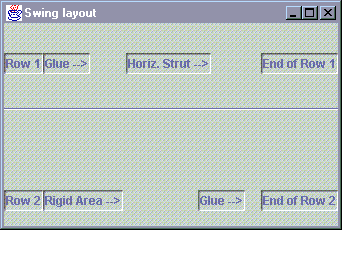 Swing layout
Row 1 Glue --> Horiz. Strut --> End of Row 1
Row 2 Rigid Area --> Glue --> End of Row 2